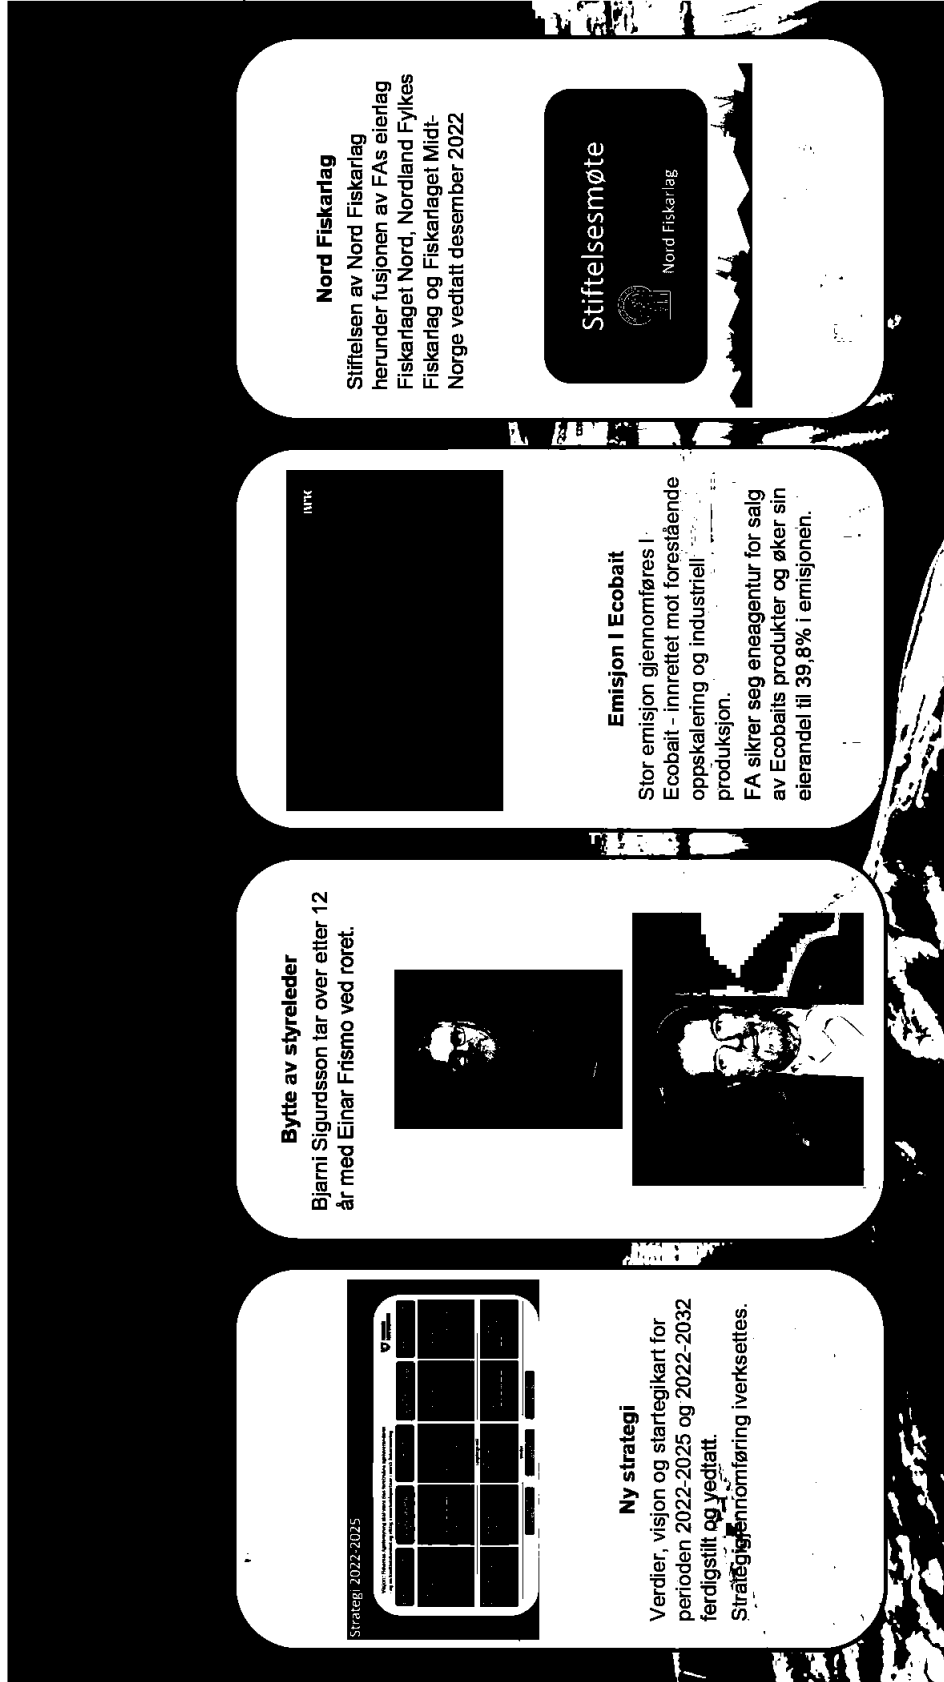 Strategi 2022-2025
Ny strategi
Verdier, visjon og startegikart for
perioden 2022-2025 og 2022-2032
ferdigstilt og vedtatt.
Strategigjennomføring iverksettes.
Bytte av styreleder
Bjarni Sigurdsson tar over etter 12
år med Einar Frismo ved roret.
Emisjon I Ecobait
Stor emisjon gjennomføres I
Ecobait - innrettet mot forestående
oppskalering og industriell
produksjon.
FA sikrer seg eneagentur for salg
av Ecobaits produkter og øker sin
eierandel til 39,8% i emisjonen.
Nord Fiskarlag
Stiftelsen av Nord Fiskarlag
herunder fusjonen av FAs eierlag
Fiskarlaget Nord, Nordland Fylkes
Fiskarlag og Fiskarlaget Midt-
Norge vedtatt desember 2022
Stiftelsesmøte
Nord Fiskarlag